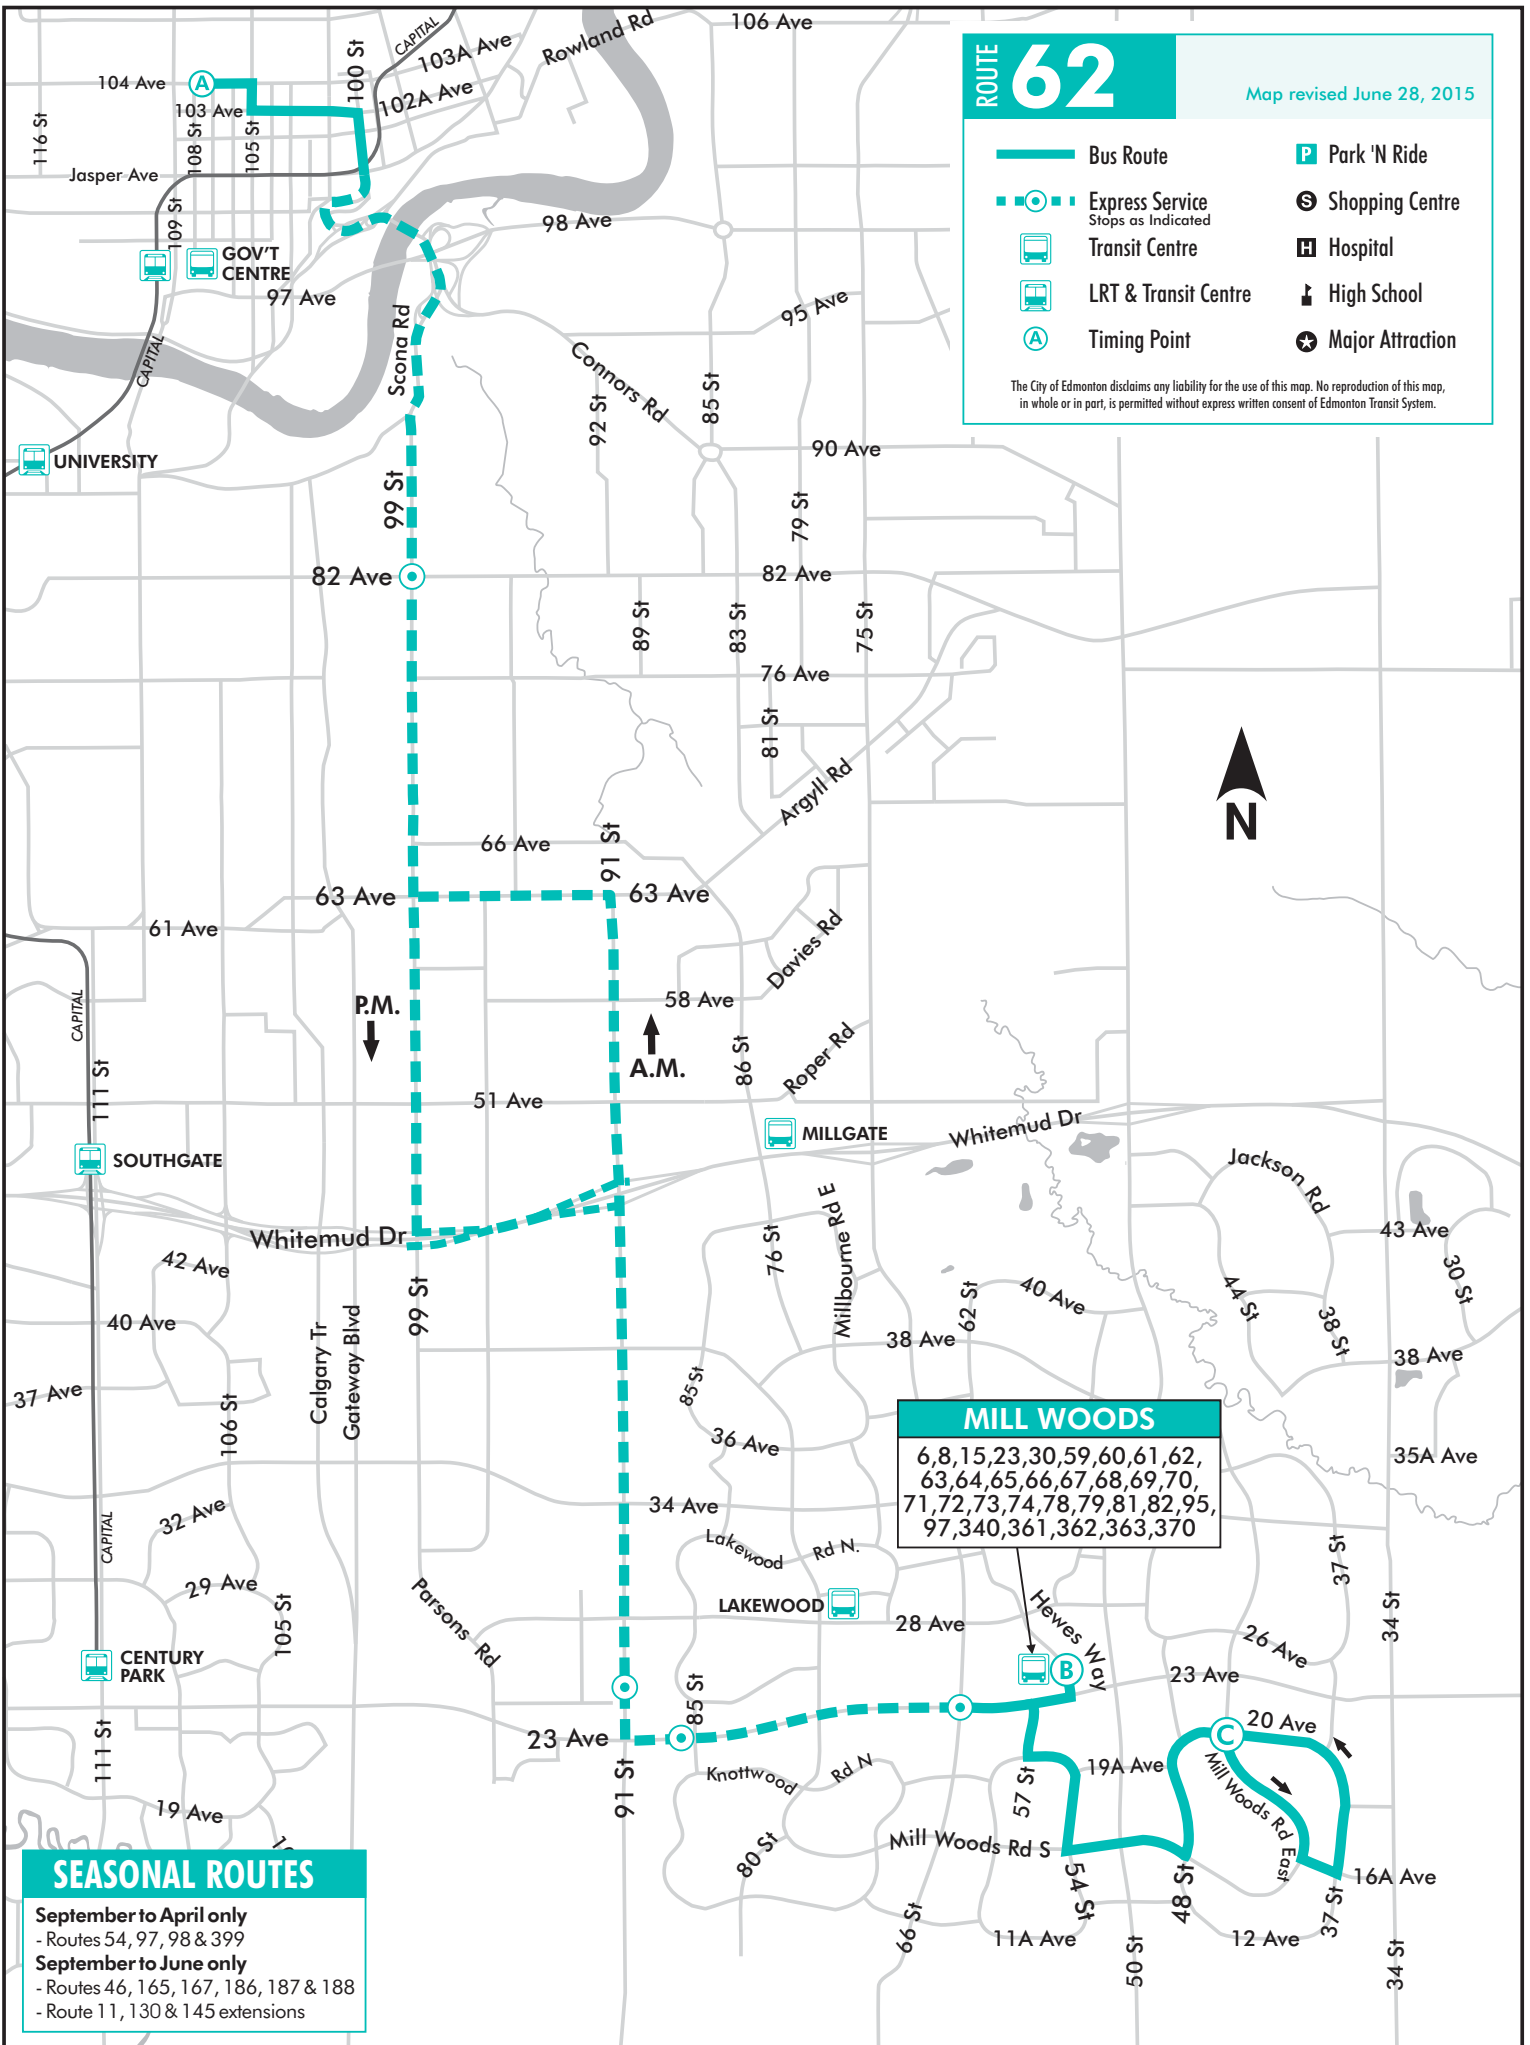 ROUTE 62
Map revised June 28, 2015
Bus Route
Express Service
Stops as Indicated
Transit Centre
LRT & Transit Centre
A
Timing Point
P
Park 'N Ride
S
Shopping Centre
H
Hospital
High School
Major Attraction
The City of Edmonton disclaims any liability for the use of this map. No reproduction of this map,
in whole or in part, is permitted without express written consent of Edmonton Transit System.
106 Ave
Rowland Rd
CAPITAL
103A Ave
100 St
104 Ave
A
102A Ave
103 Ave
116 St
108 St
105 St
Jasper Ave
109 St
98 Ave
GOV'T
CENTRE
97 Ave
95 Ave
Scona Rd
CAPITAL
Connors Rd
85 St
92 St
90 Ave
UNIVERSITY
99 St
79 St
82 Ave
82 Ave
89 St
83 St
75 St
76 Ave
81 St
Argyll Rd
N
66 Ave
91 St
63 Ave
63 Ave
61 Ave
Davies Rd
58 Ave
CAPITAL
P.M.
A.M.
86 St
Roper Rd
111 St
51 Ave
MILLGATE
Whitemud Dr
SOUTHGATE
Jackson Rd
Millbourne Rd E
43 Ave
Whitemud Dr
76 St
42 Ave
30 St
99 St
62 St
40 Ave
44 St
40 Ave
38 St
Calgary Tr
Gateway Blvd
38 Ave
38 Ave
37 Ave
85 St
106 St
36 Ave
MILL WOODS
6,8,15,23,30,59,60,61,62,
63,64,65,66,67,68,69,70,
71,72,73,74,78,79,81,82,95,
97,340,361,362,363,370
35A Ave
34 Ave
32 Ave
CAPITAL
Lakewood Rd N.
37 St
29 Ave
105 St
Parsons Rd
LAKEWOOD
28 Ave
Hewes Way
34 St
26 Ave
CENTURY
PARK
B
23 Ave
85 St
111 St
23 Ave
20 Ave
C
Knottwood Rd N
19A Ave
91 St
57 St
Mill Woods Rd East
19 Ave
80 St
Mill Woods Rd S
54 St
48 St
16A Ave
37 St
66 St
11A Ave
12 Ave
50 St
34 St
SEASONAL ROUTES
September to April only
- Routes 54, 97, 98 & 399
September to June only
- Routes 46, 165, 167, 186, 187 & 188
- Route 11, 130 & 145 extensions